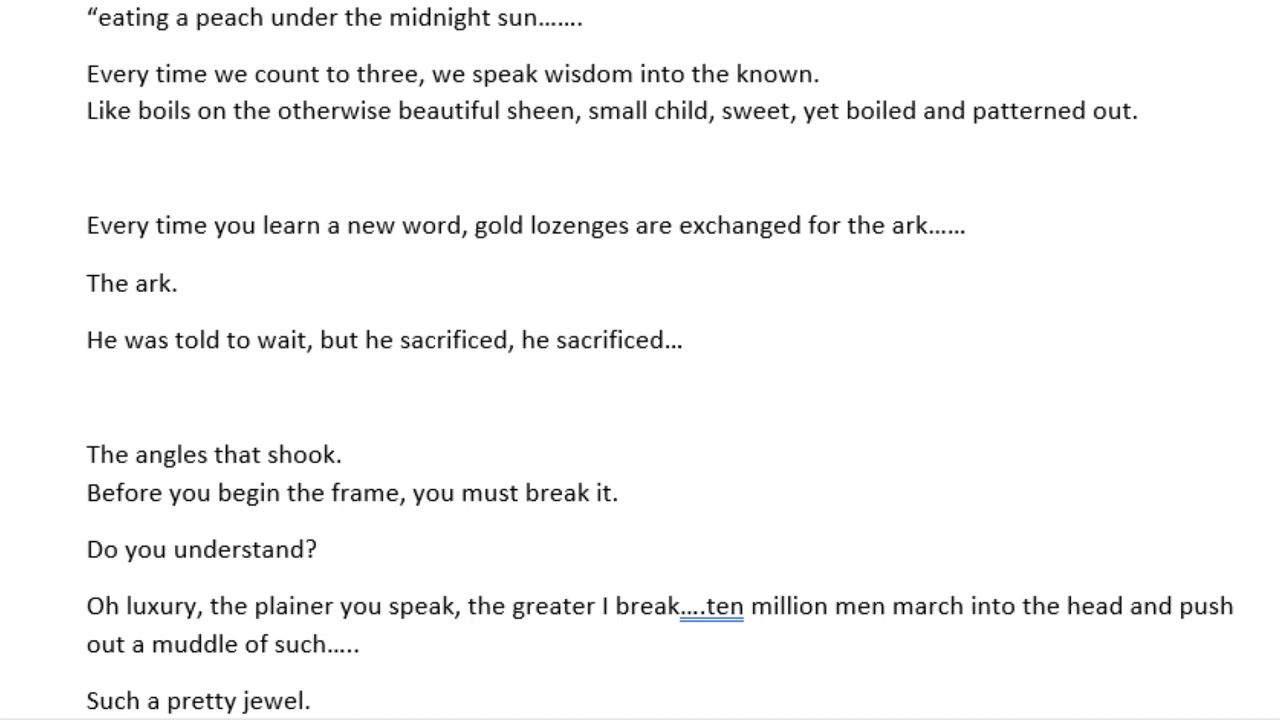 “eating a peach under the midnight sun…….
Every time we count to three, we speak wisdom into the known.
Like boils on the otherwise beautiful sheen, small child, sweet, yet boiled and patterned out.
Every time you learn a new word, gold lozenges are exchanged for the ark……
The ark.
He was told to wait, but he sacrificed, he sacrificed…
The angles that shook.
Before you begin the frame, you must break it.
Do you understand?
Oh luxury, the plainer you speak, the greater I break….ten million men march into the head and push
out a muddle of such…..
Such a pretty jewel.